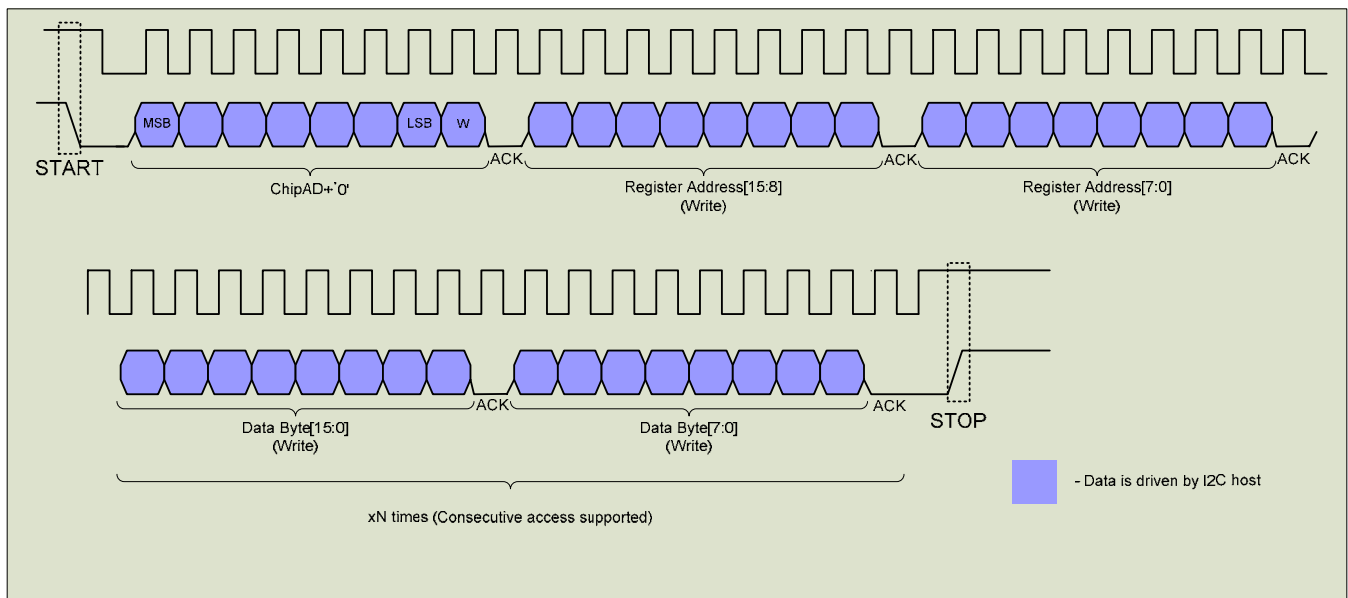 MSB LSB W
START ACK ACK ACK
ChipAD+'0' Register Address[15:8] Register Address[7:0]
(Write) (Write)
ACK ACK
STOP
Data Byte[15:0] Data Byte[7:0]
(Write) (Write)
- Data is driven by I2C host
xN times (Consecutive access supported)